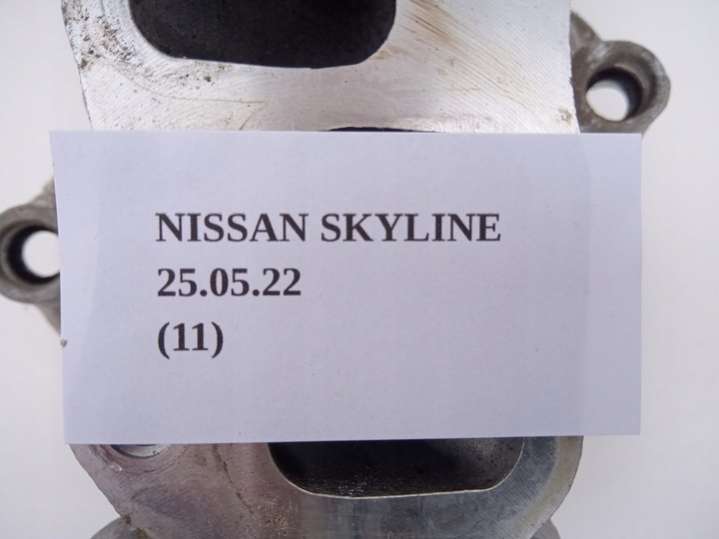 NISSAN SKYLINE
25.05.22
(11)